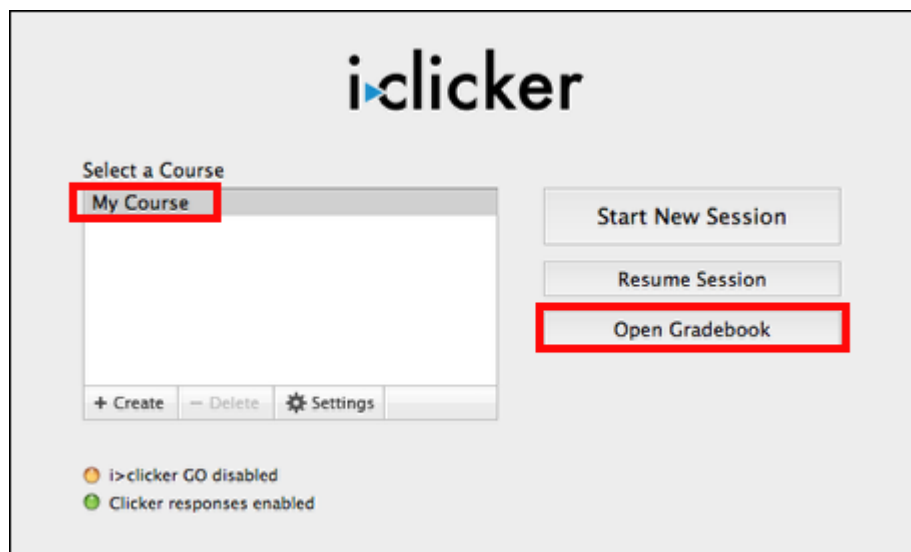 i>clicker
Select a Course
My Course
Start New Session
Resume Session
Open Gradebook
+ Create
− Delete
Settings
i>clicker GO disabled
Clicker responses enabled